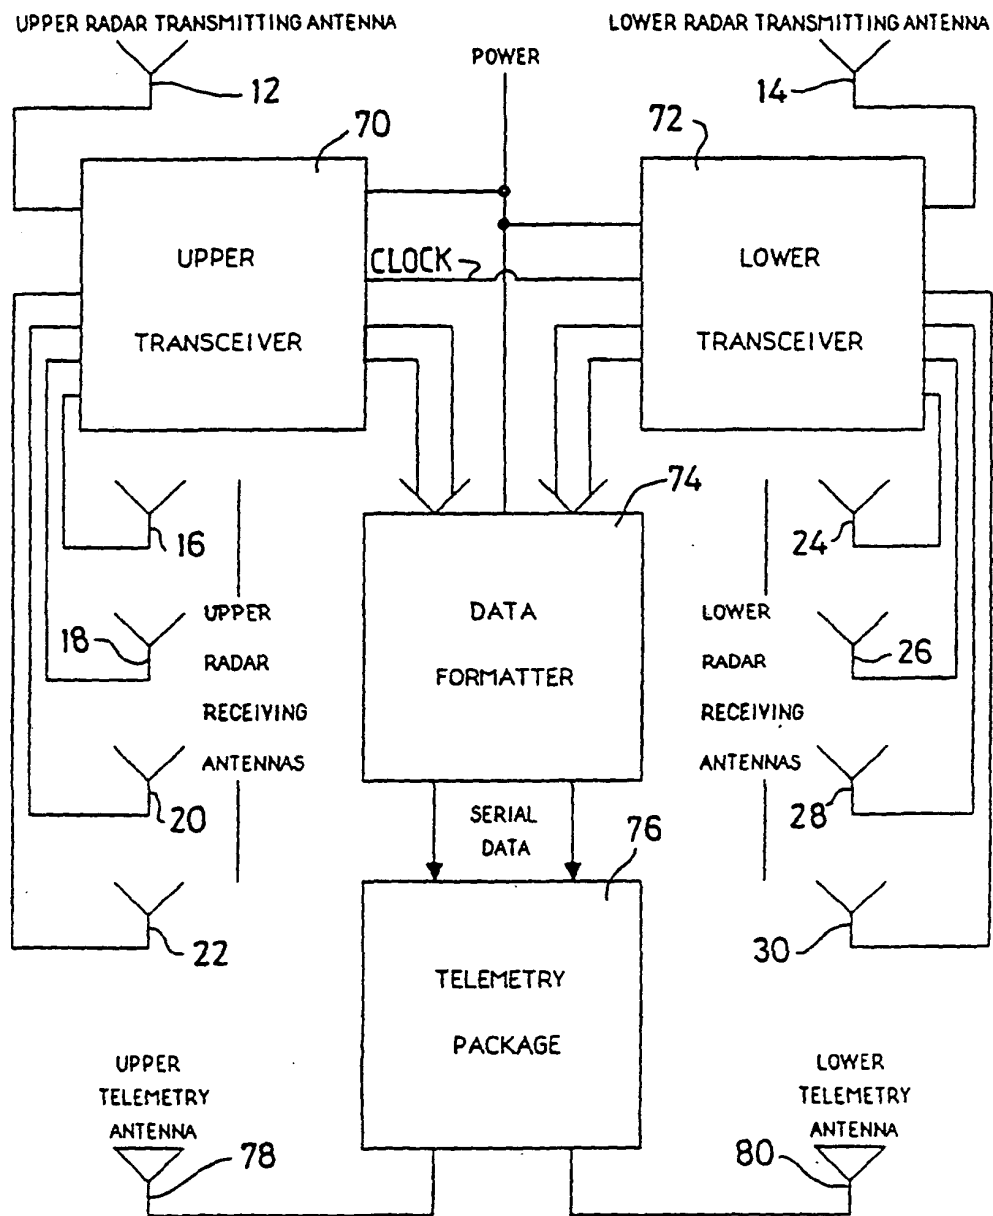 UPPER RADAR TRANSMITTING ANTENNA
LOWER RADAR TRANSMITTING ANTENNA
POWER
12
14
70
72
UPPER
TRANSCEIVER
CLOCK
LOWER
TRANSCEIVER
74
16
24
UPPER
RADAR
RECEIVING
ANTENNAS
DATA
FORMATTER
LOWER
RADAR
RECEIVING
ANTENNAS
18
26
20
28
SERIAL
DATA
76
22
30
TELEMETRY
PACKAGE
UPPER
TELEMETRY
ANTENNA
LOWER
TELEMETRY
ANTENNA
78
80